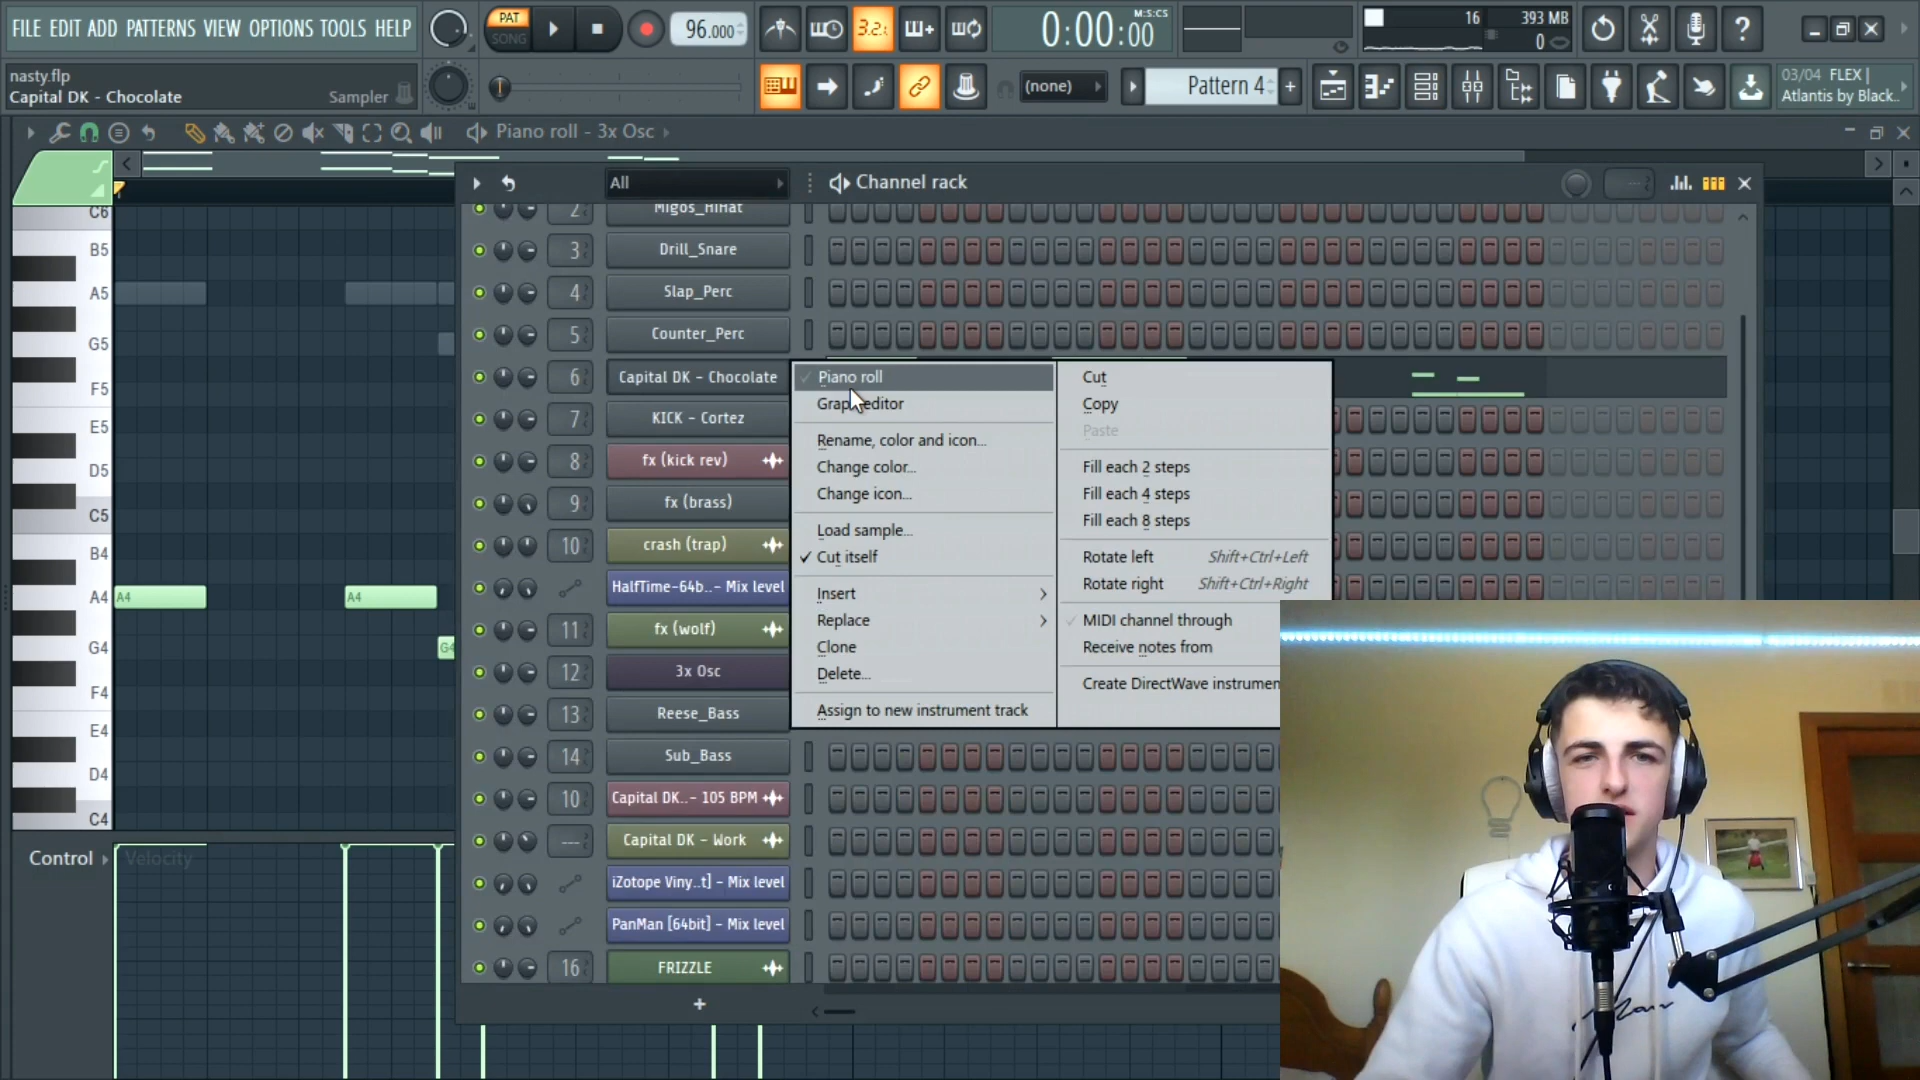 FILE EDIT ADD PATTERNS VIEW OPTIONS TOOLS HELP
PAT
SONG
96.000
3.2.
0:00:00
M:S:CS
16
393 MB
0
nasty.flp
Capital DK - Chocolate
Sampler
(none)
Pattern 4
+
03/04 FLEX |
Atlantis by Black..
Piano roll - 3x Osc
All
Channel rack
C6
B5
A5
G5
F5
E5
D5
C5
B4
A4
G4
F4
E4
D4
C4
A4
A4
G4
Control
Velocity
2
Migos_HiHat
3
Drill_Snare
4
Slap_Perc
5
Counter_Perc
6
Capital DK - Chocolate
7
KICK - Cortez
8
fx (kick rev)
9
fx (brass)
10
crash (trap)
HalfTime-64b..- Mix level
11
fx (wolf)
12
3x Osc
13
Reese_Bass
14
Sub_Bass
10
Capital DK..- 105 BPM
---
Capital DK - Work
iZotope Viny..t] - Mix level
PanMan [64bit] - Mix level
16
FRIZZLE
+
Piano roll
Graph editor
Rename, color and icon...
Change color...
Change icon...
Load sample...
Cut itself
Insert
Replace
Clone
Delete...
Assign to new instrument track
Cut
Copy
Paste
Fill each 2 steps
Fill each 4 steps
Fill each 8 steps
Rotate left Shift+Ctrl+Left
Rotate right Shift+Ctrl+Right
MIDI channel through
Receive notes from
Create DirectWave instrumen